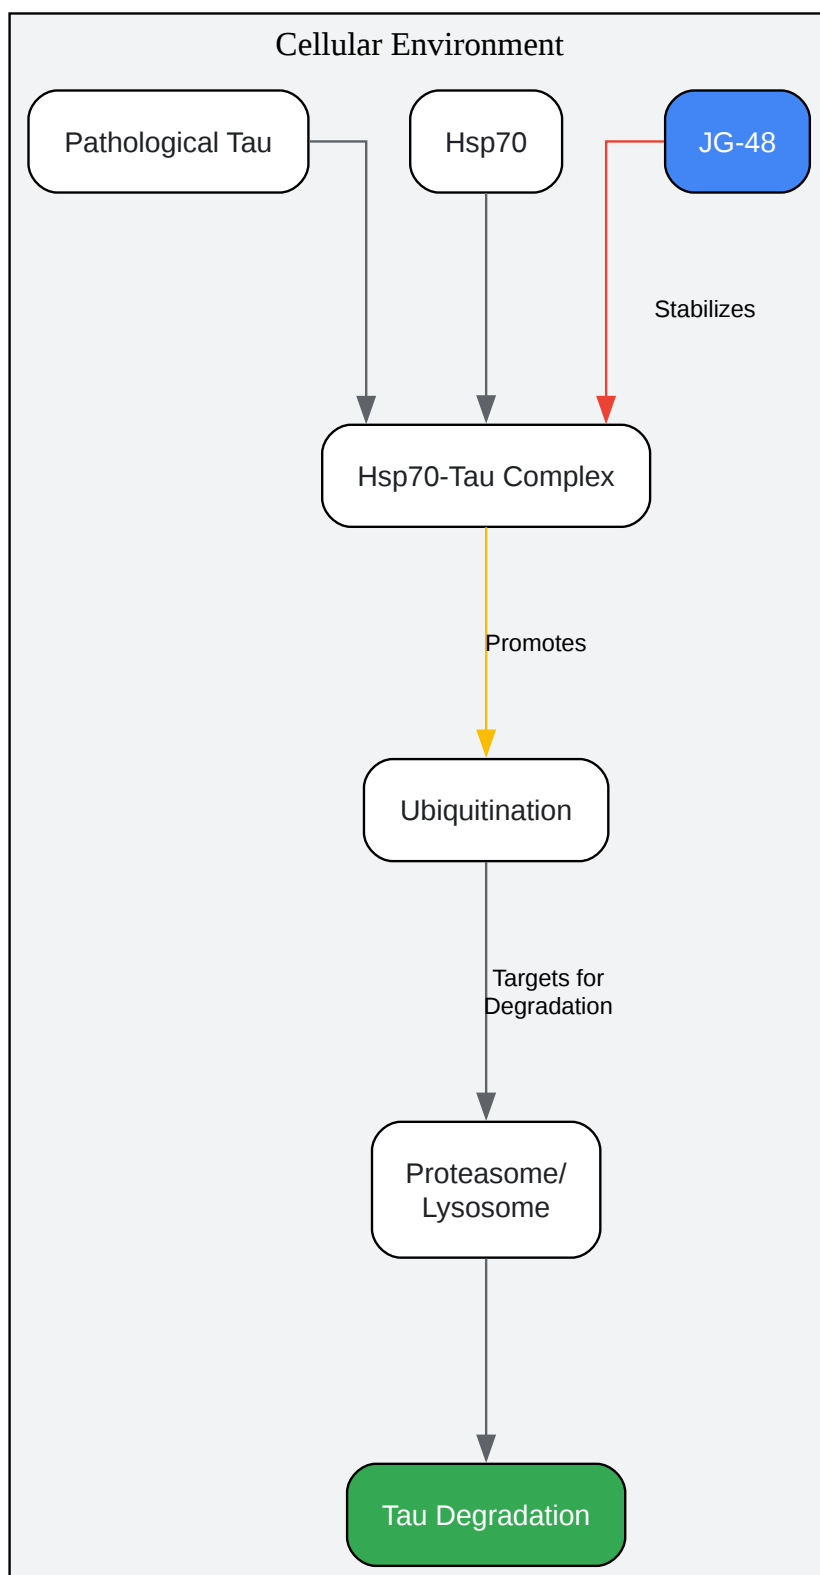 Cellular Environment
Pathological Tau
Hsp70
JG-48
Stabilizes
Hsp70-Tau Complex
Promotes
Ubiquitination
Targets for
Degradation
Proteasome/
Lysosome
Tau Degradation